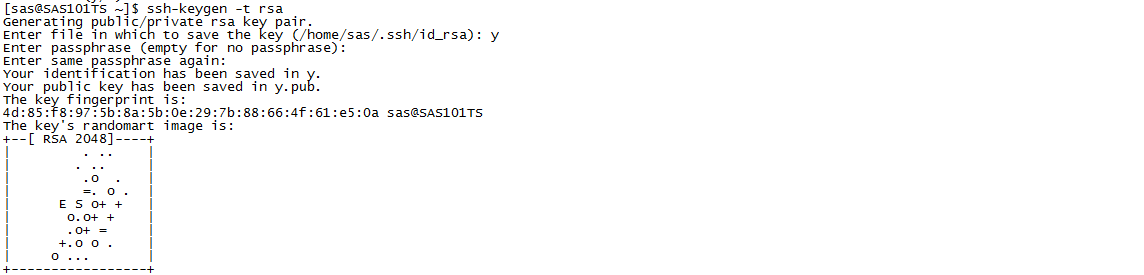 [sas@SAS101TS ~]$ ssh-keygen -t rsa
Generating public/private rsa key pair.
Enter file in which to save the key (/home/sas/.ssh/id_rsa): y
Enter passphrase (empty for no passphrase):
Enter same passphrase again:
Your identification has been saved in y.
Your public key has been saved in y.pub.
The key fingerprint is:
4d:85:f8:97:5b:8a:5b:0e:29:7b:88:66:4f:61:e5:0a sas@SAS101TS
The key's randomart image is:
+--[ RSA 2048]----+
|         . ..    |
|        . ..     |
|         .o  .   |
|         =. o .  |
|      E S o+ +   |
|       o.o+ +    |
|       .o+ =     |
|      +.o o .    |
|     o ...       |
+-----------------+